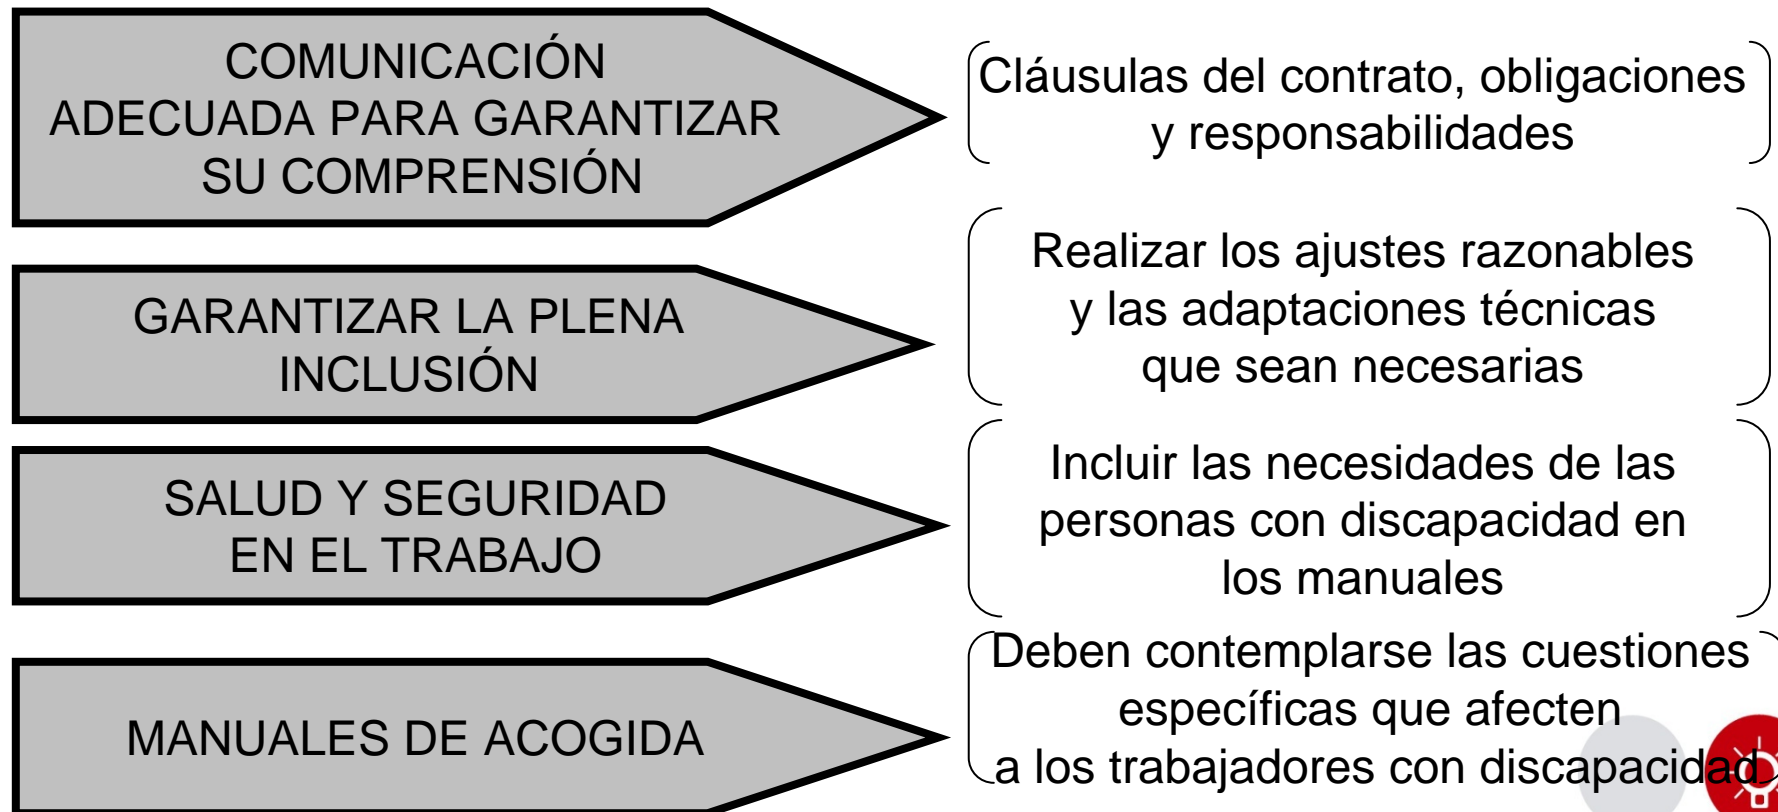 COMUNICACIÓN
ADECUADA PARA GARANTIZAR
SU COMPRENSIÓN
Cláusulas del contrato, obligaciones
y responsabilidades
GARANTIZAR LA PLENA
INCLUSIÓN
Realizar los ajustes razonables
y las adaptaciones técnicas
que sean necesarias
SALUD Y SEGURIDAD
EN EL TRABAJO
Incluir las necesidades de las
personas con discapacidad en
los manuales
MANUALES DE ACOGIDA
Deben contemplarse las cuestiones
específicas que afecten
a los trabajadores con discapacidad